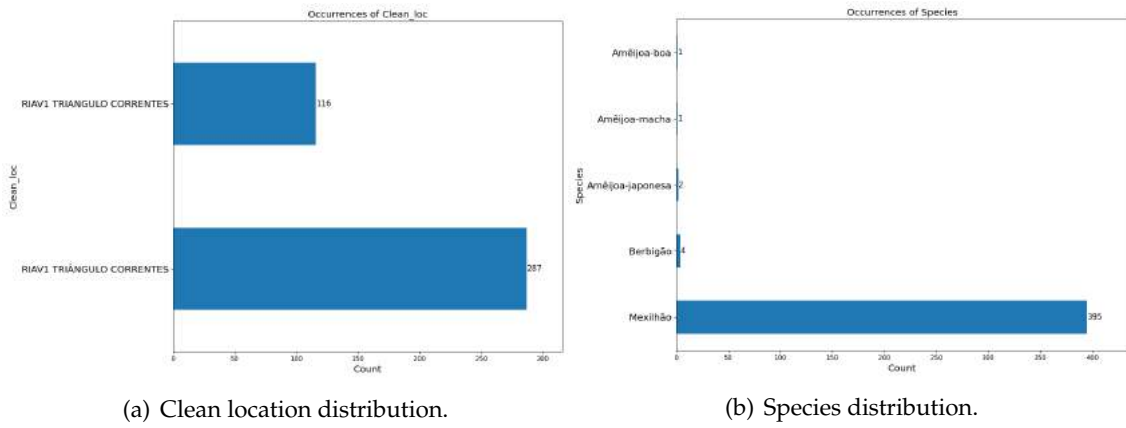 Occurrences of Clean_loc
Clean_loc
RIAV1 TRIANGULO CORRENTES
116
RIAV1 TRIÂNGULO CORRENTES
287
0 50 100 150 200 250 300
Count
(a) Clean location distribution.
Occurrences of Species
Species
Amêijoa-boa
1
Amêijoa-macha
1
Amêijoa-japonesa
2
Berbigão
4
Mexilhão
395
0 50 100 150 200 250 300 350 400
Count
(b) Species distribution.